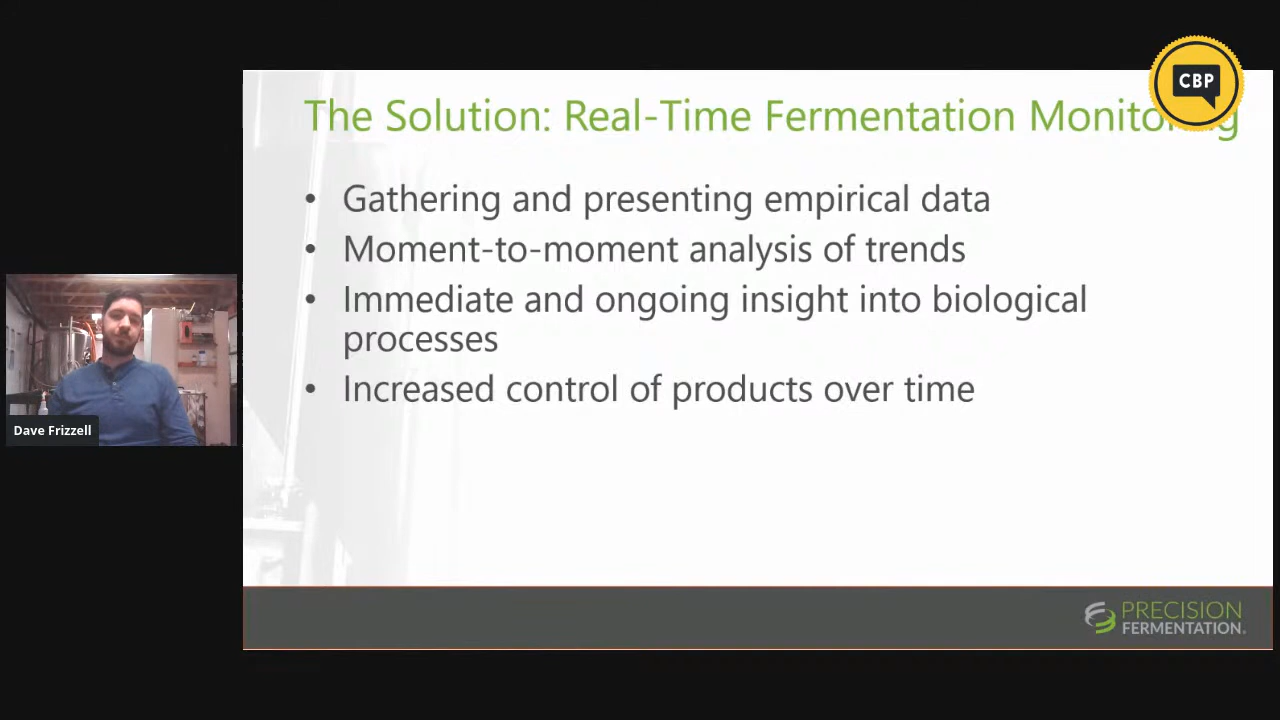 CBP
The Solution: Real-Time Fermentation
• Gathering and presenting empirical data
• Moment-to-moment analysis of trends
• Immediate and ongoing insight into biological
processes
• Increased control of products over time
Dave Frizzell
PRECISION
FERMENTATION